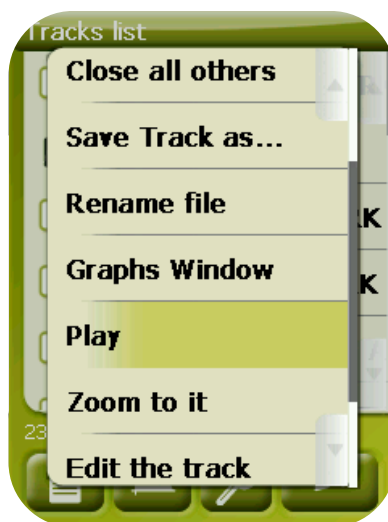 Tracks list
Close all others
Save Track as...
Rename file
Graphs Window
Play
Zoom to it
Edit the track
RK
K
23